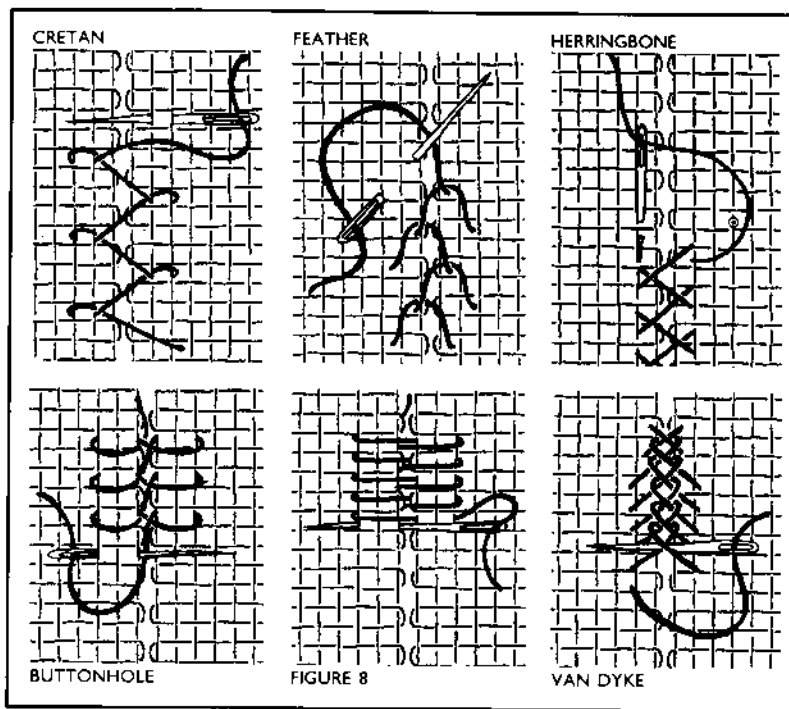 CRETAN
FEATHER
HERRINGBONE
BUTTONHOLE
FIGURE 8
VAN DYKE